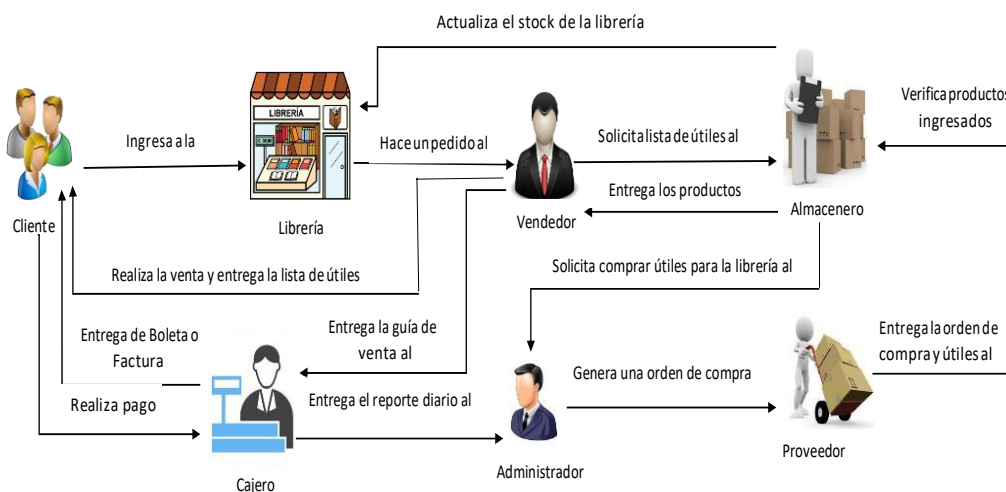 Actualiza el stock de la librería
Verifica productos
ingresados
LIBRERÍA
Ingresa a la
Hace un pedido al
Solicita lista de útiles al
Entrega los productos
Cliente
Librería
Vendedor
Almacenero
Realiza la venta y entrega la lista de útiles
Solicita comprar útiles para la librería al
Entrega de Boleta o
Factura
Entrega la guía de
venta al
Entrega la orden de
compra y útiles al
Realiza pago
Entrega el reporte diario al
Genera una orden de compra
Cajero
Administrador
Proveedor